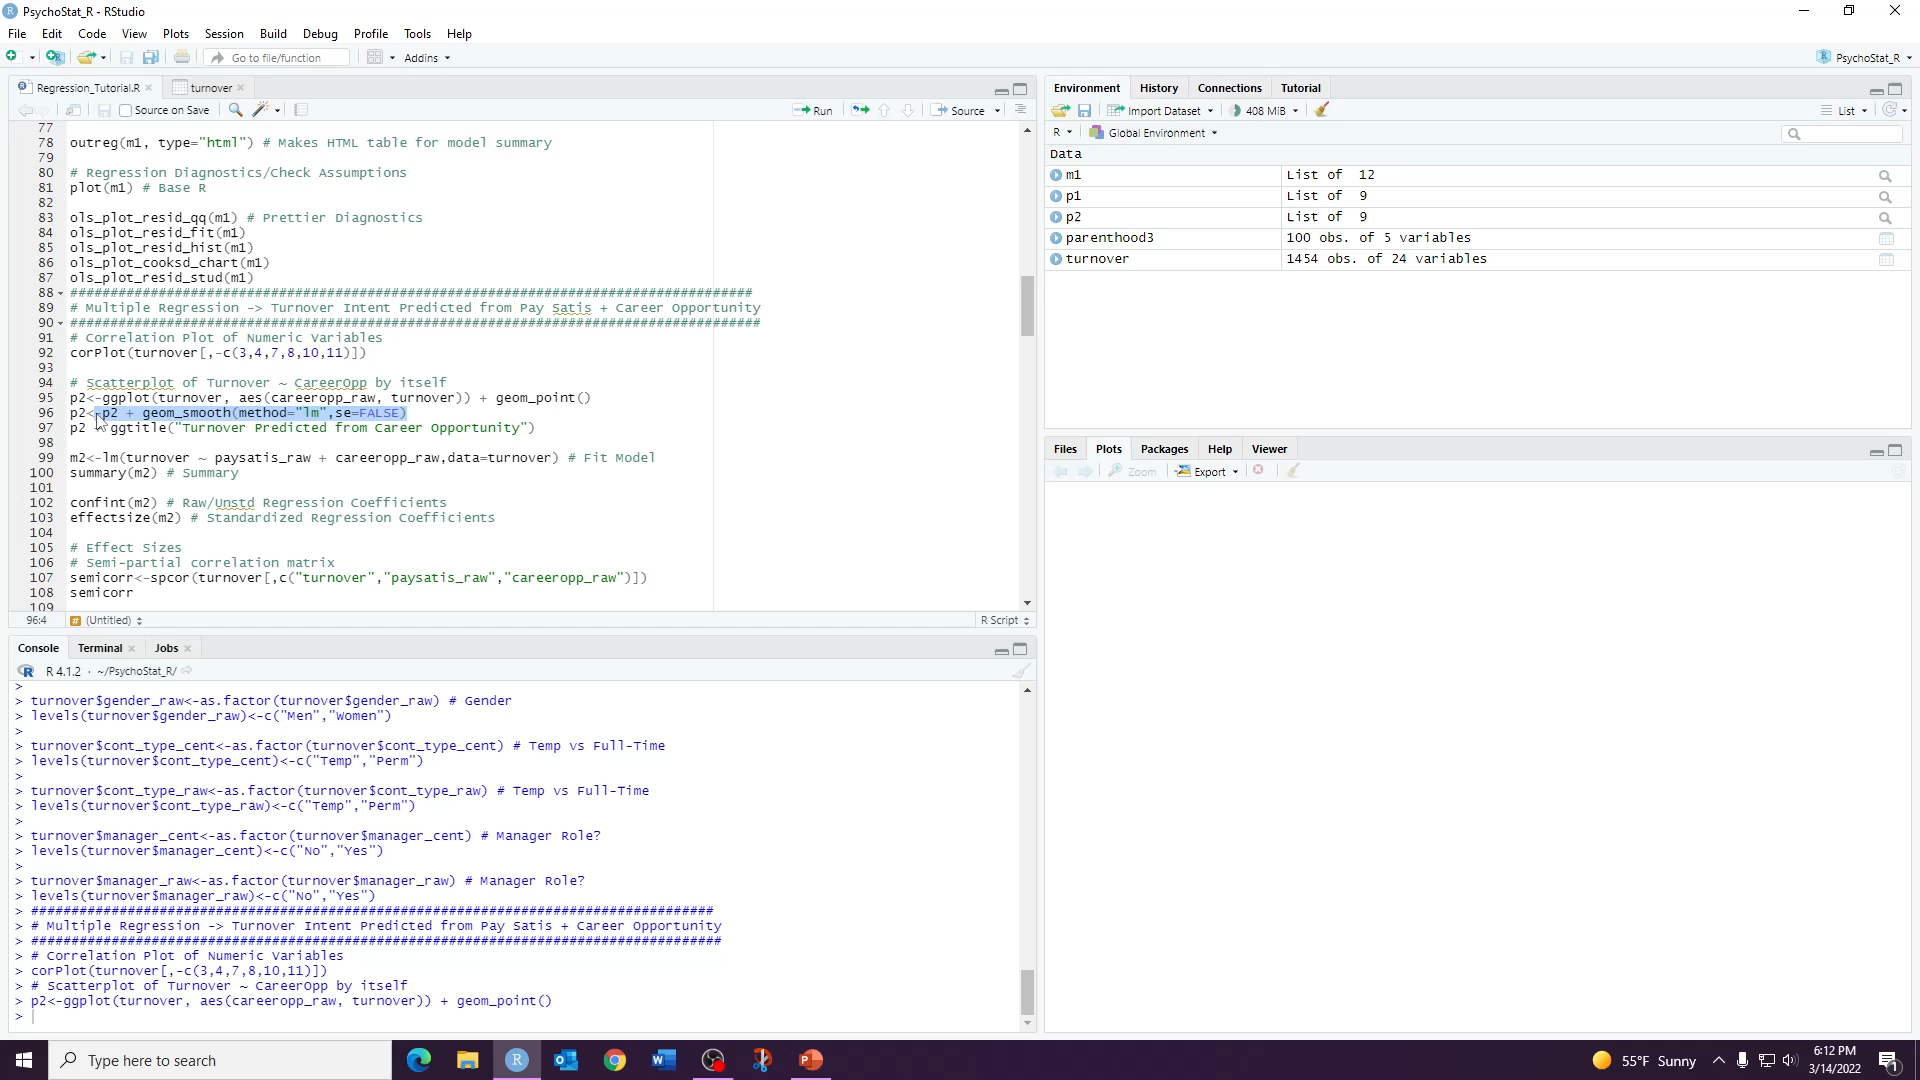 PsychoStat_R - RStudio
File Edit Code View Plots Session Build Debug Profile Tools Help
Go to file/function Addins PsychoStat_R
Regression_Tutorial.R turnover
Source on Save Run Source
77
78 outreg(m1, type="html") # Makes HTML table for model summary
79
80 # Regression Diagnostics/Check Assumptions
81 plot(m1) # Base R
82
83 ols_plot_resid_qq(m1) # Prettier Diagnostics
84 ols_plot_resid_fit(m1)
85 ols_plot_resid_hist(m1)
86 ols_plot_cooksd_chart(m1)
87 ols_plot_resid_stud(m1)
88 #####################################################################################
89 # Multiple Regression -> Turnover Intent Predicted from Pay Satis + Career Opportunity
90 ######################################################################################
91 # Correlation Plot of Numeric Variables
92 corPlot(turnover[,-c(3,4,7,8,10,11)])
93
94 # Scatterplot of Turnover ~ CareerOpp by itself
95 p2<-ggplot(turnover, aes(careeropp_raw, turnover)) + geom_point()
96 p2<-p2 + geom_smooth(method="lm",se=FALSE)
97 p2 + ggtitle("Turnover Predicted from Career Opportunity")
98
99 m2<-lm(turnover ~ paysatis_raw + careeropp_raw,data=turnover) # Fit Model
100 summary(m2) # Summary
101
102 confint(m2) # Raw/Unstd Regression Coefficients
103 effectsize(m2) # Standardized Regression Coefficients
104
105 # Effect Sizes
106 # Semi-partial correlation matrix
107 semicorr<-spcor(turnover[,c("turnover","paysatis_raw","careeropp_raw")])
108 semicorr
109
96:4 (Untitled) R Script
Console Terminal Jobs
R 4.1.2 · ~/PsychoStat_R/
>
> turnover$gender_raw<-as.factor(turnover$gender_raw) # Gender
> levels(turnover$gender_raw)<-c("Men","Women")
>
> turnover$cont_type_cent<-as.factor(turnover$cont_type_cent) # Temp vs Full-Time
> levels(turnover$cont_type_cent)<-c("Temp","Perm")
>
> turnover$cont_type_raw<-as.factor(turnover$cont_type_raw) # Temp vs Full-Time
> levels(turnover$cont_type_raw)<-c("Temp","Perm")
>
> turnover$manager_cent<-as.factor(turnover$manager_cent) # Manager Role?
> levels(turnover$manager_cent)<-c("No","Yes")
>
> turnover$manager_raw<-as.factor(turnover$manager_raw) # Manager Role?
> levels(turnover$manager_raw)<-c("No","Yes")
> #####################################################################################
> # Multiple Regression -> Turnover Intent Predicted from Pay Satis + Career Opportunity
> ######################################################################################
> # Correlation Plot of Numeric Variables
> corPlot(turnover[,-c(3,4,7,8,10,11)])
> # Scatterplot of Turnover ~ CareerOpp by itself
> p2<-ggplot(turnover, aes(careeropp_raw, turnover)) + geom_point()
>
Environment History Connections Tutorial
Import Dataset 408 MiB List
R Global Environment
Data
m1 List of 12
p1 List of 9
p2 List of 9
parenthood3 100 obs. of 5 variables
turnover 1454 obs. of 24 variables
Files Plots Packages Help Viewer
Zoom Export
Type here to search
55°F Sunny
6:12 PM
3/14/2022
1